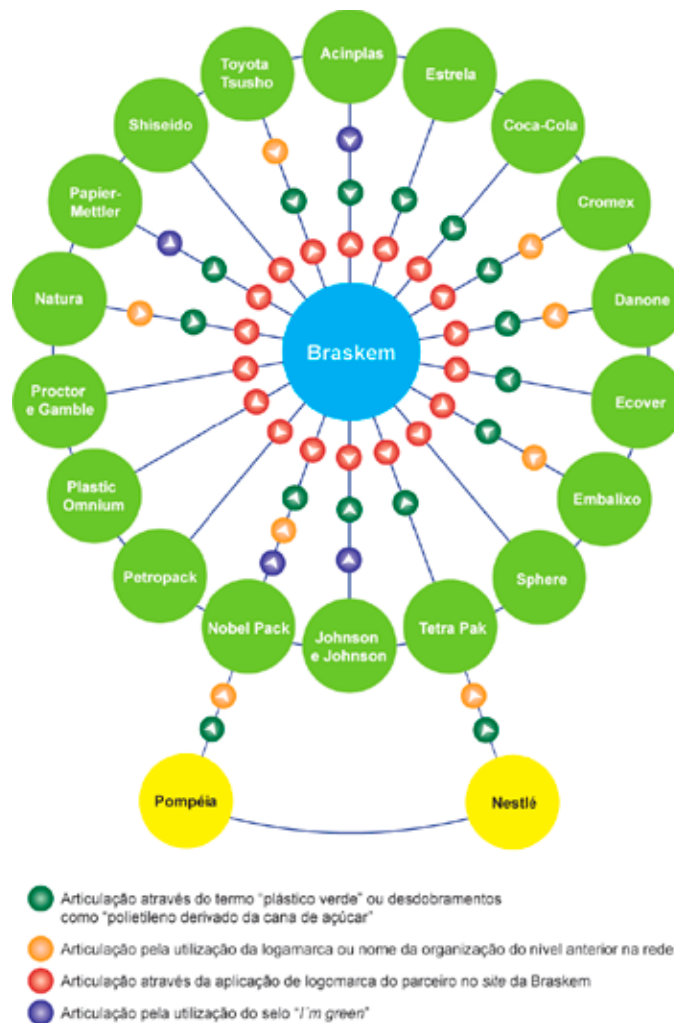 Acinplas
Toyota
Tsusho
Estrela
Shiseido
Coca-Cola
Papier-
Mettler
Cromex
Natura
Danone
Braskem
Proctor
e Gamble
Ecover
Plastic
Omnium
Embalixo
Petropack
Sphere
Nobel Pack
Johnson
e Johnson
Tetra Pak
Pompéia
Nestlé
Articulação através do termo “plástico verde” ou desdobramentos
como “polietileno derivado da cana de açúcar”
Articulação pela utilização da logamarca ou nome da organização do nível anterior na rede
Articulação através da aplicação de logomarca do parceiro no site da Braskem
Articulação pela utilização do selo “I´m green”